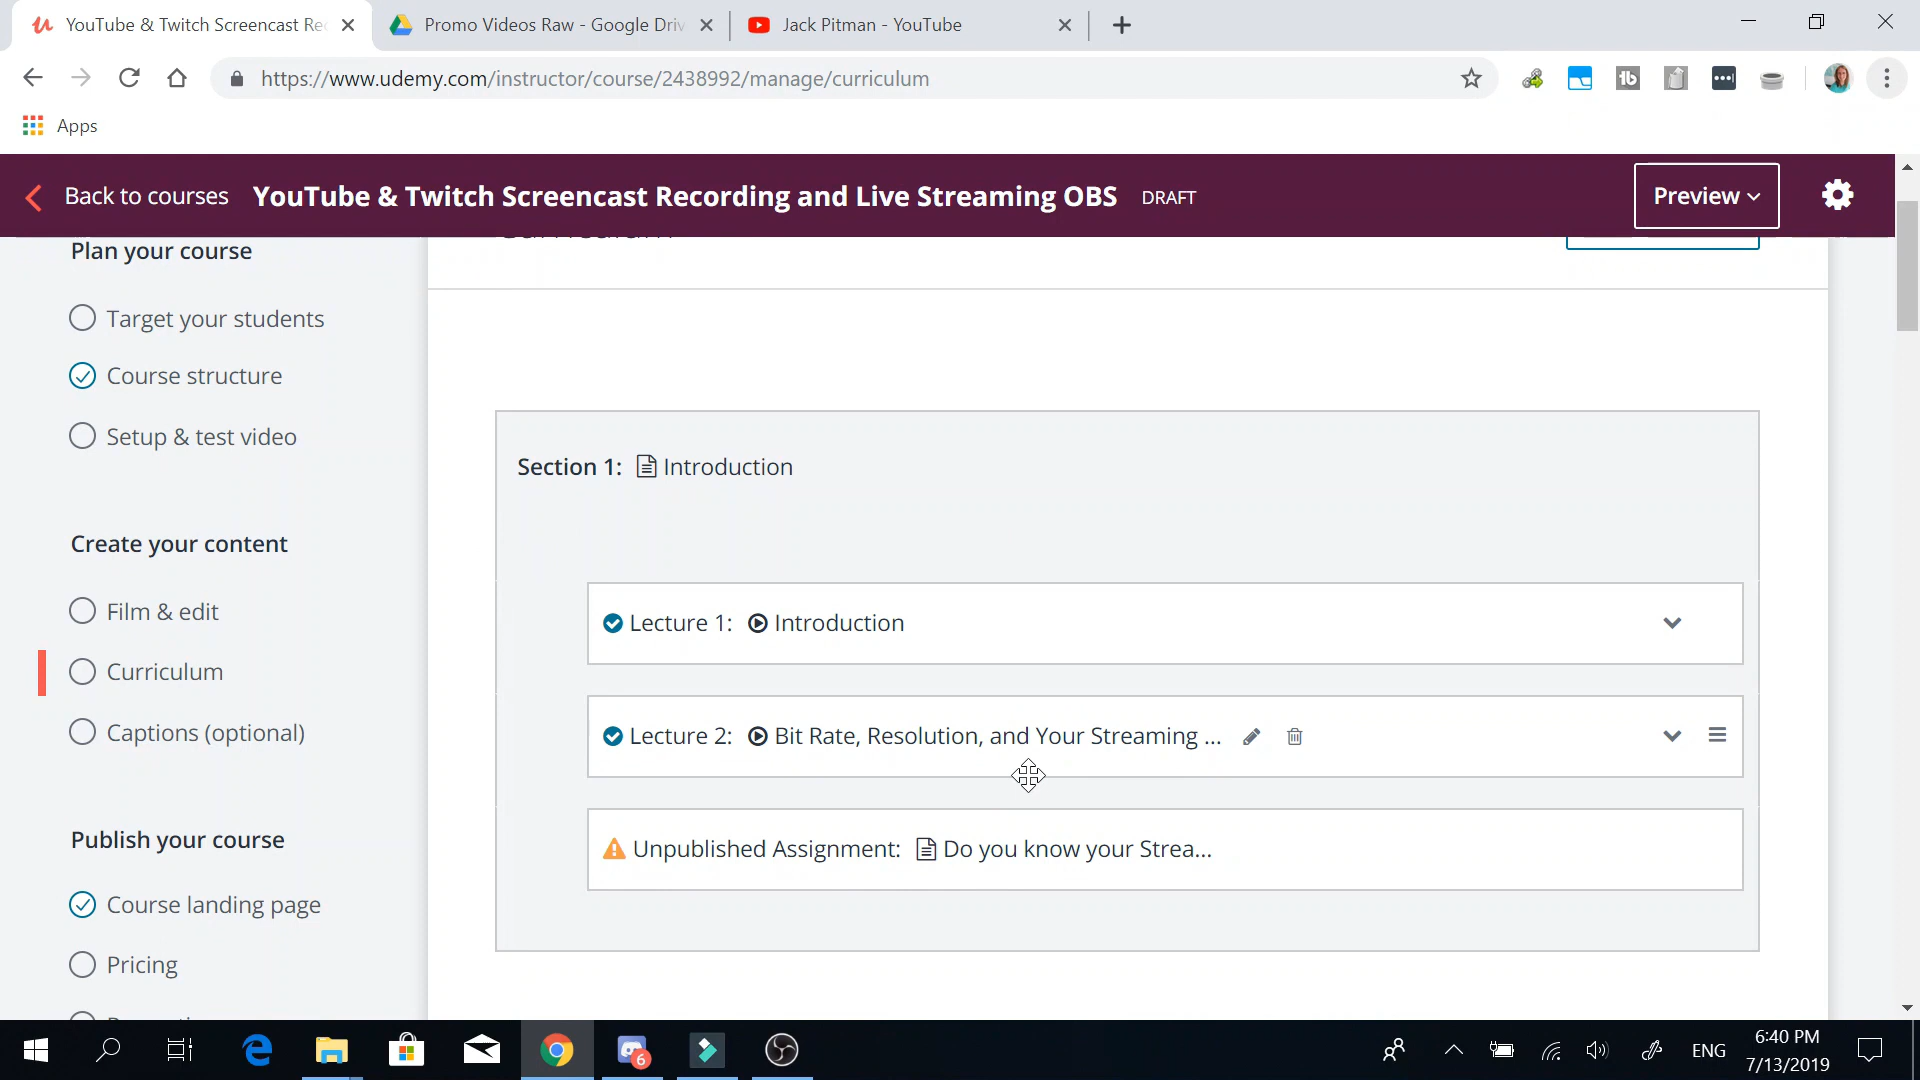 YouTube & Twitch Screencast Re
Promo Videos Raw - Google Driv
Jack Pitman - YouTube
https://www.udemy.com/instructor/course/2438992/manage/curriculum
Apps
Back to courses
YouTube & Twitch Screencast Recording and Live Streaming OBS
DRAFT
Preview
Plan your course
Target your students
Course structure
Setup & test video
Create your content
Film & edit
Curriculum
Captions (optional)
Publish your course
Course landing page
Pricing
Section 1: Introduction
Lecture 1: Introduction
Lecture 2: Bit Rate, Resolution, and Your Streaming ...
Unpublished Assignment: Do you know your Strea...
6
ENG
6:40 PM
7/13/2019